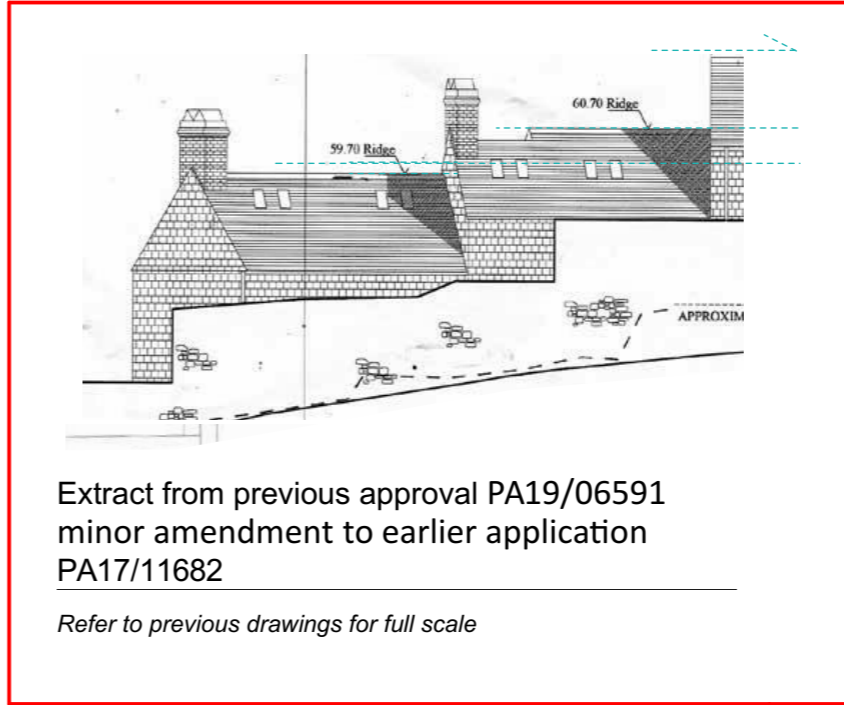 60.70 Ridge
59.70 Ridge
APPROXIM
Extract from previous approval PA19/06591
minor amendment to earlier application
PA17/11682
Refer to previous drawings for full scale